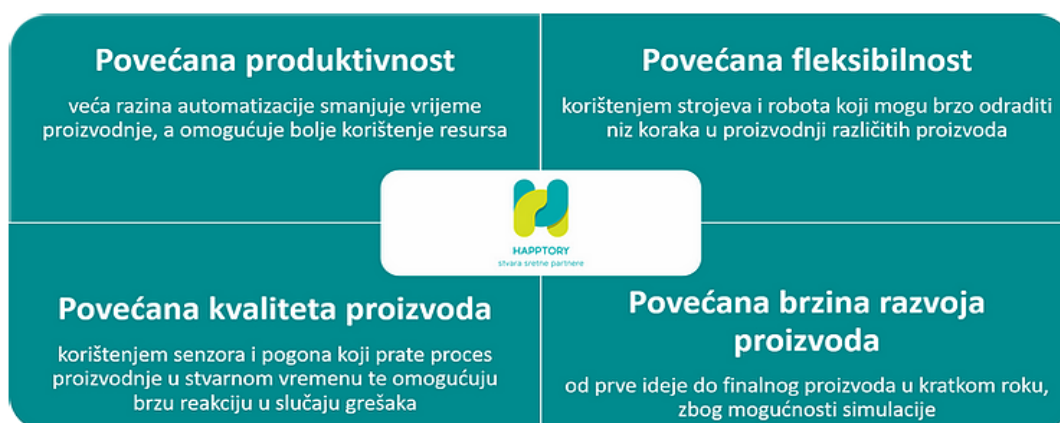 Povećana produktivnost
veća razina automatizacije smanjuje vrijeme
proizvodnje, a omogućuje bolje korištenje resursa
Povećana fleksibilnost
korištenjem strojeva i robota koji mogu brzo odraditi
niz koraka u proizvodnji različitih proizvoda
HAPPTORY
stvara sretne partnere
Povećana kvaliteta proizvoda
korištenjem senzora i pogona koji prate proces
proizvodnje u stvarnom vremenu te omogućuju
brzu reakciju u slučaju grešaka
Povećana brzina razvoja
proizvoda
od prve ideje do finalnog proizvoda u kratkom roku,
zbog mogućnosti simulacije